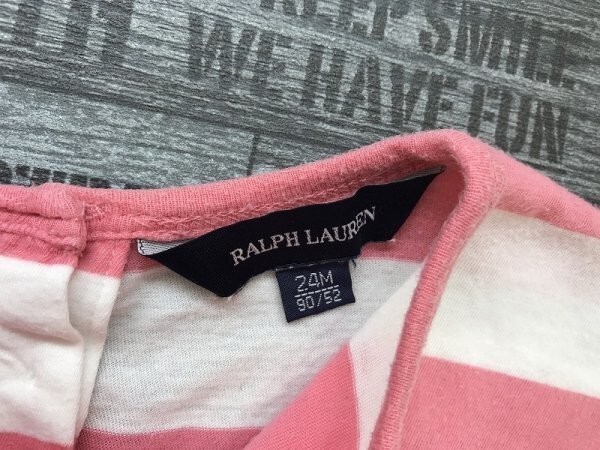 KEEP SMILE
WE HAVE FUN
RALPH LAUREN
24M
90/52